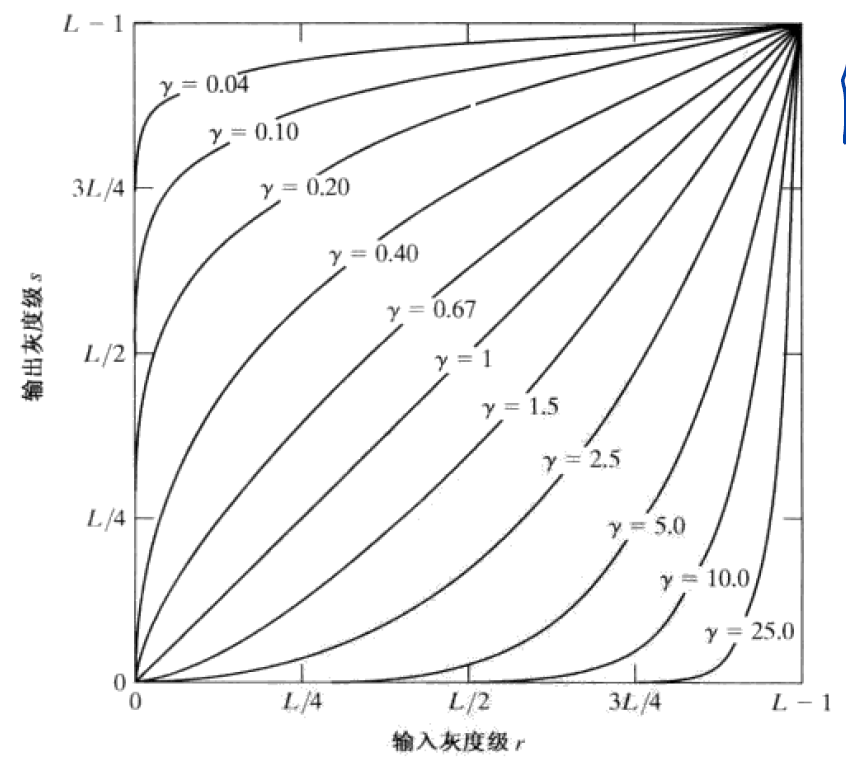 L − 1
γ = 0.04
γ = 0.10
3L/4
γ = 0.20
γ = 0.40
γ = 0.67
输出灰度级 s
L/2
γ = 1
γ = 1.5
γ = 2.5
L/4
γ = 5.0
γ = 10.0
γ = 25.0
0
0
L/4
L/2
3L/4
L − 1
输入灰度级 r